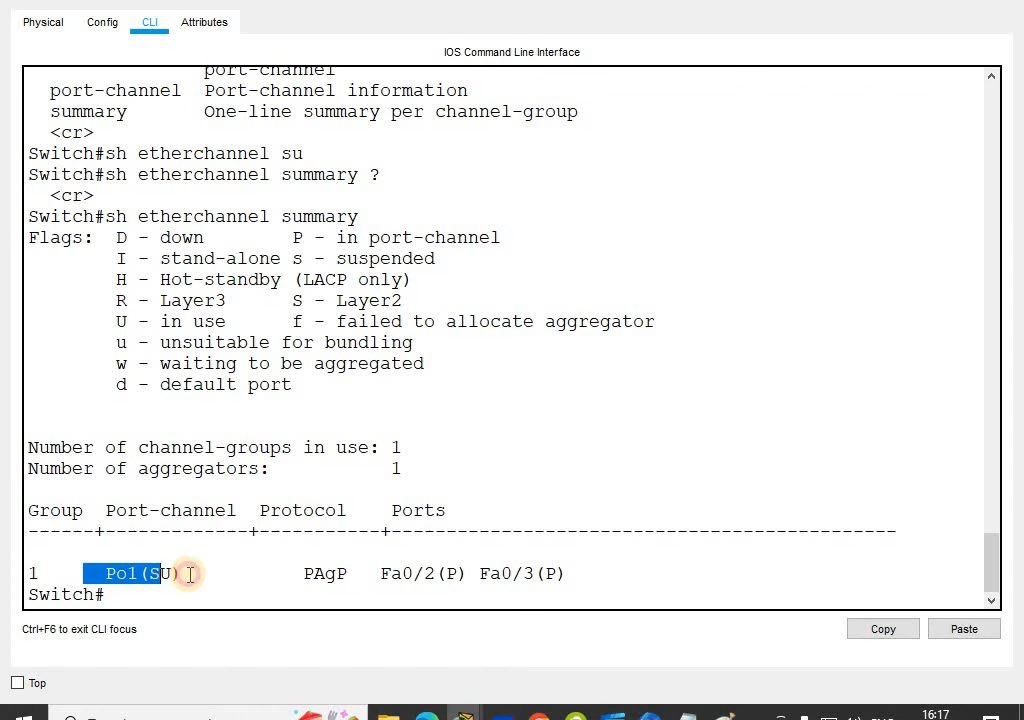 Physical Config CLI Attributes
IOS Command Line Interface
port-channel
port-channel  Port-channel information
summary       One-line summary per channel-group
<cr>
Switch#sh etherchannel su
Switch#sh etherchannel summary ?
<cr>
Switch#sh etherchannel summary
Flags:  D - down        P - in port-channel
I - stand-alone s - suspended
H - Hot-standby (LACP only)
R - Layer3      S - Layer2
U - in use      f - failed to allocate aggregator
u - unsuitable for bundling
w - waiting to be aggregated
d - default port
Number of channel-groups in use: 1
Number of aggregators:           1
Group  Port-channel  Protocol    Ports
------+-------------+-----------+----------------------------------------------
1      Po1(SU)           PAgP   Fa0/2(P) Fa0/3(P)
Switch#
Ctrl+F6 to exit CLI focus
Copy
Paste
Top
16:17